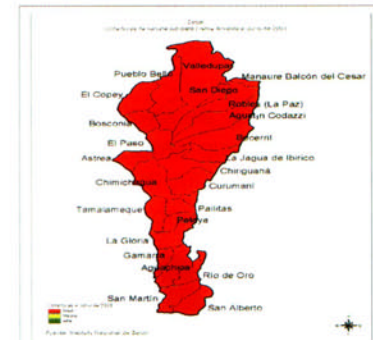 Cesar
Valledupar
Pueblo Bello
Manaure Balcón del Cesar
San Diego
El Copey
Robles (La Paz)
Agustín Codazzi
Bosconia
Becerril
El Paso
Astrea
La Jagua de Ibirico
Chiriguaná
Chimichagua
Curumaní
Tamalameque
Pailitas
Pelaya
La Gloria
Gamarra
Aguachica
Río de Oro
San Martín
San Alberto
Fuente: Instituto Nacional de Salud